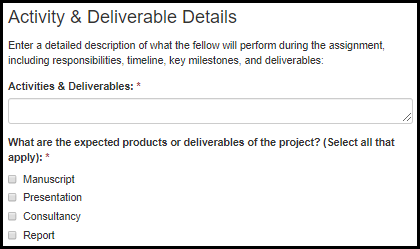 Activity & Deliverable Details
Enter a detailed description of what the fellow will perform during the assignment,
including responsibilities, timeline, key milestones, and deliverables:
Activities & Deliverables: *
What are the expected products or deliverables of the project? (Select all that
apply): *
Manuscript
Presentation
Consultancy
Report